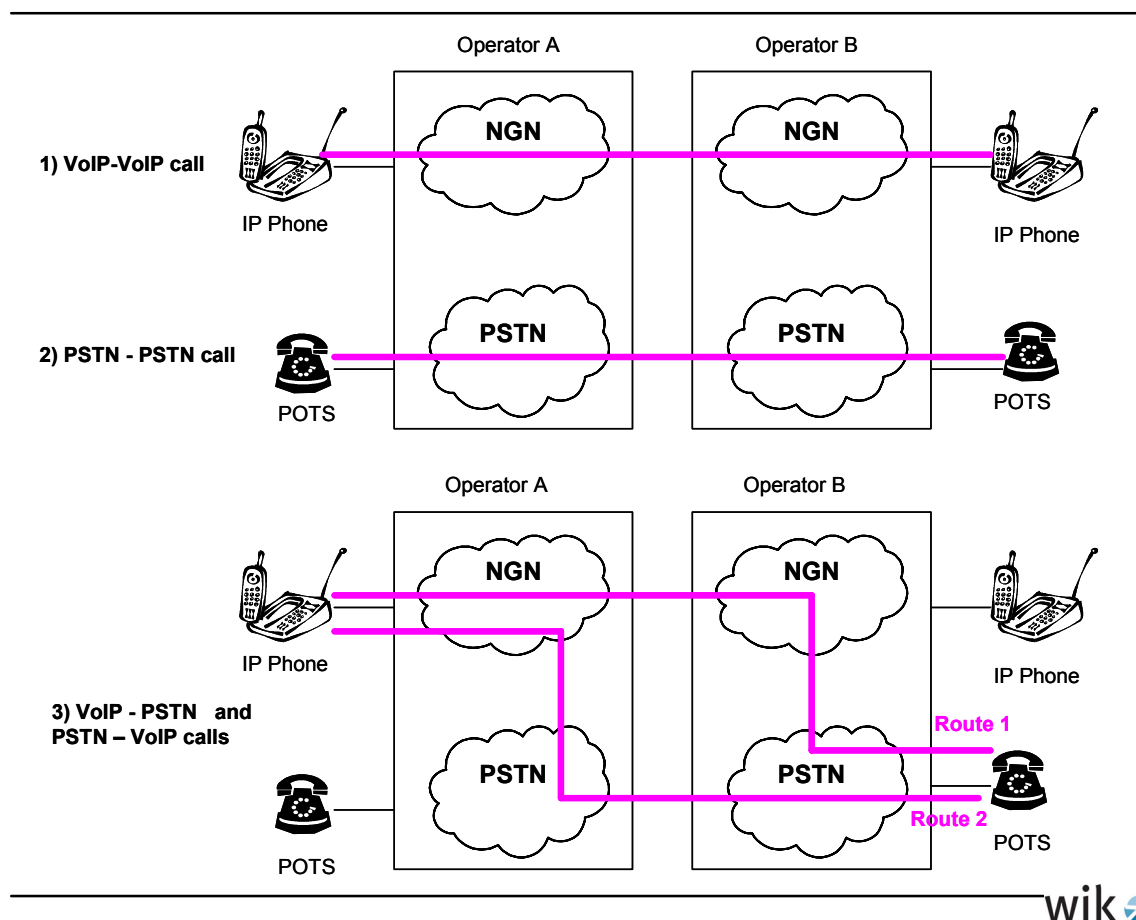 Operator A
Operator B
NGN
NGN
1) VoIP-VoIP call
IP Phone
IP Phone
PSTN
PSTN
2) PSTN - PSTN call
POTS
POTS
Operator A
Operator B
NGN
NGN
IP Phone
IP Phone
3) VoIP - PSTN and
PSTN – VoIP calls
Route 1
PSTN
PSTN
Route 2
POTS
POTS
wik